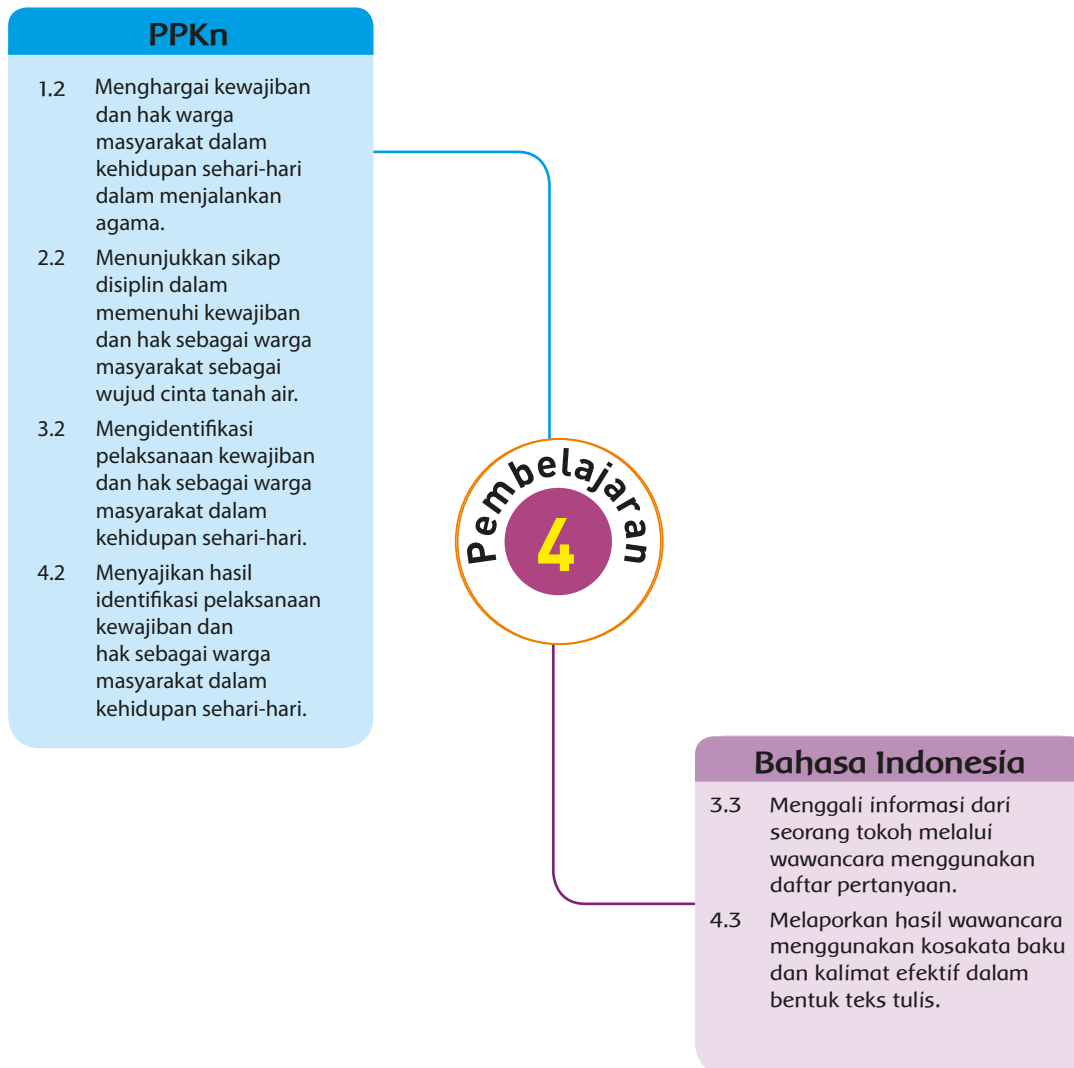 PPKn
1.2 Menghargai kewajiban
dan hak warga
masyarakat dalam
kehidupan sehari-hari
dalam menjalankan
agama.
2.2 Menunjukkan sikap
disiplin dalam
memenuhi kewajiban
dan hak sebagai warga
masyarakat sebagai
wujud cinta tanah air.
3.2 Mengidentifikasi
pelaksanaan kewajiban
dan hak sebagai warga
masyarakat dalam
kehidupan sehari-hari.
4.2 Menyajikan hasil
identifikasi pelaksanaan
kewajiban dan
hak sebagai warga
masyarakat dalam
kehidupan sehari-hari.
Pembelajaran
4
Bahasa Indonesia
3.3 Menggali informasi dari
seorang tokoh melalui
wawancara menggunakan
daftar pertanyaan.
4.3 Melaporkan hasil wawancara
menggunakan kosakata baku
dan kalimat efektif dalam
bentuk teks tulis.